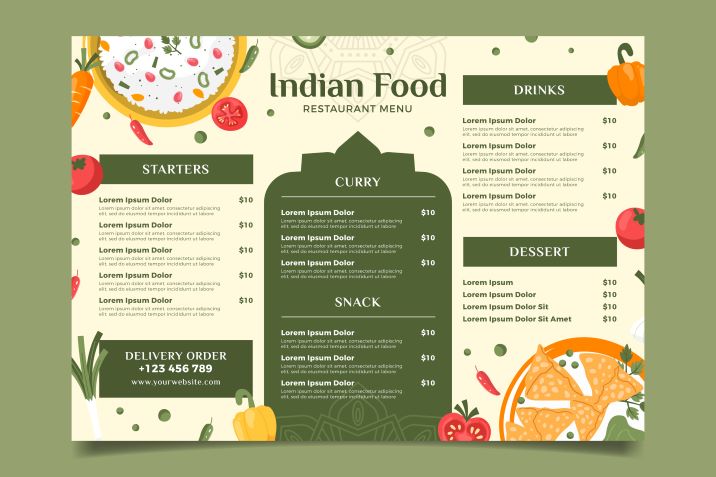 Indian Food
RESTAURANT MENU
STARTERS
Lorem Ipsum Dolor $10
Lorem ipsum dolor sit amet, consectetur adipiscing
elit, sed do eiusmod tempor incididunt ut labore
Lorem Ipsum Dolor $10
Lorem ipsum dolor sit amet, consectetur adipiscing
elit, sed do eiusmod tempor incididunt ut labore
Lorem Ipsum Dolor $10
Lorem ipsum dolor sit amet, consectetur adipiscing
elit, sed do eiusmod tempor incididunt ut labore
Lorem Ipsum Dolor $10
Lorem ipsum dolor sit amet, consectetur adipiscing
elit, sed do eiusmod tempor incididunt ut labore
Lorem Ipsum Dolor $10
Lorem ipsum dolor sit amet, consectetur adipiscing
elit, sed do eiusmod tempor incididunt ut labore
DELIVERY ORDER
+123 456 789
www.yourwebsite.com
CURRY
Lorem Ipsum Dolor $10
Lorem ipsum dolor sit amet, consectetur adipiscing
elit, sed do eiusmod tempor incididunt ut labore
Lorem Ipsum Dolor $10
Lorem ipsum dolor sit amet, consectetur adipiscing
elit, sed do eiusmod tempor incididunt ut labore
Lorem Ipsum Dolor $10
Lorem ipsum dolor sit amet, consectetur adipiscing
elit, sed do eiusmod tempor incididunt ut labore
SNACK
Lorem Ipsum Dolor $10
Lorem ipsum dolor sit amet, consectetur adipiscing
elit, sed do eiusmod tempor incididunt ut labore
Lorem Ipsum Dolor $10
Lorem ipsum dolor sit amet, consectetur adipiscing
elit, sed do eiusmod tempor incididunt ut labore
Lorem Ipsum Dolor $10
Lorem ipsum dolor sit amet, consectetur adipiscing
elit, sed do eiusmod tempor incididunt ut labore
DRINKS
Lorem Ipsum Dolor $10
Lorem ipsum dolor sit amet, consectetur adipiscing
elit, sed do eiusmod tempor incididunt ut labore
Lorem Ipsum Dolor $10
Lorem ipsum dolor sit amet, consectetur adipiscing
elit, sed do eiusmod tempor incididunt ut labore
Lorem Ipsum Dolor $10
Lorem ipsum dolor sit amet, consectetur adipiscing
elit, sed do eiusmod tempor incididunt ut labore
Lorem Ipsum Dolor $10
Lorem ipsum dolor sit amet, consectetur adipiscing
elit, sed do eiusmod tempor incididunt ut labore
DESSERT
Lorem Ipsum $10
Lorem Ipsum Dolor $10
Lorem Ipsum Dolor Sit $10
Lorem Ipsum Dolor Sit Amet $10